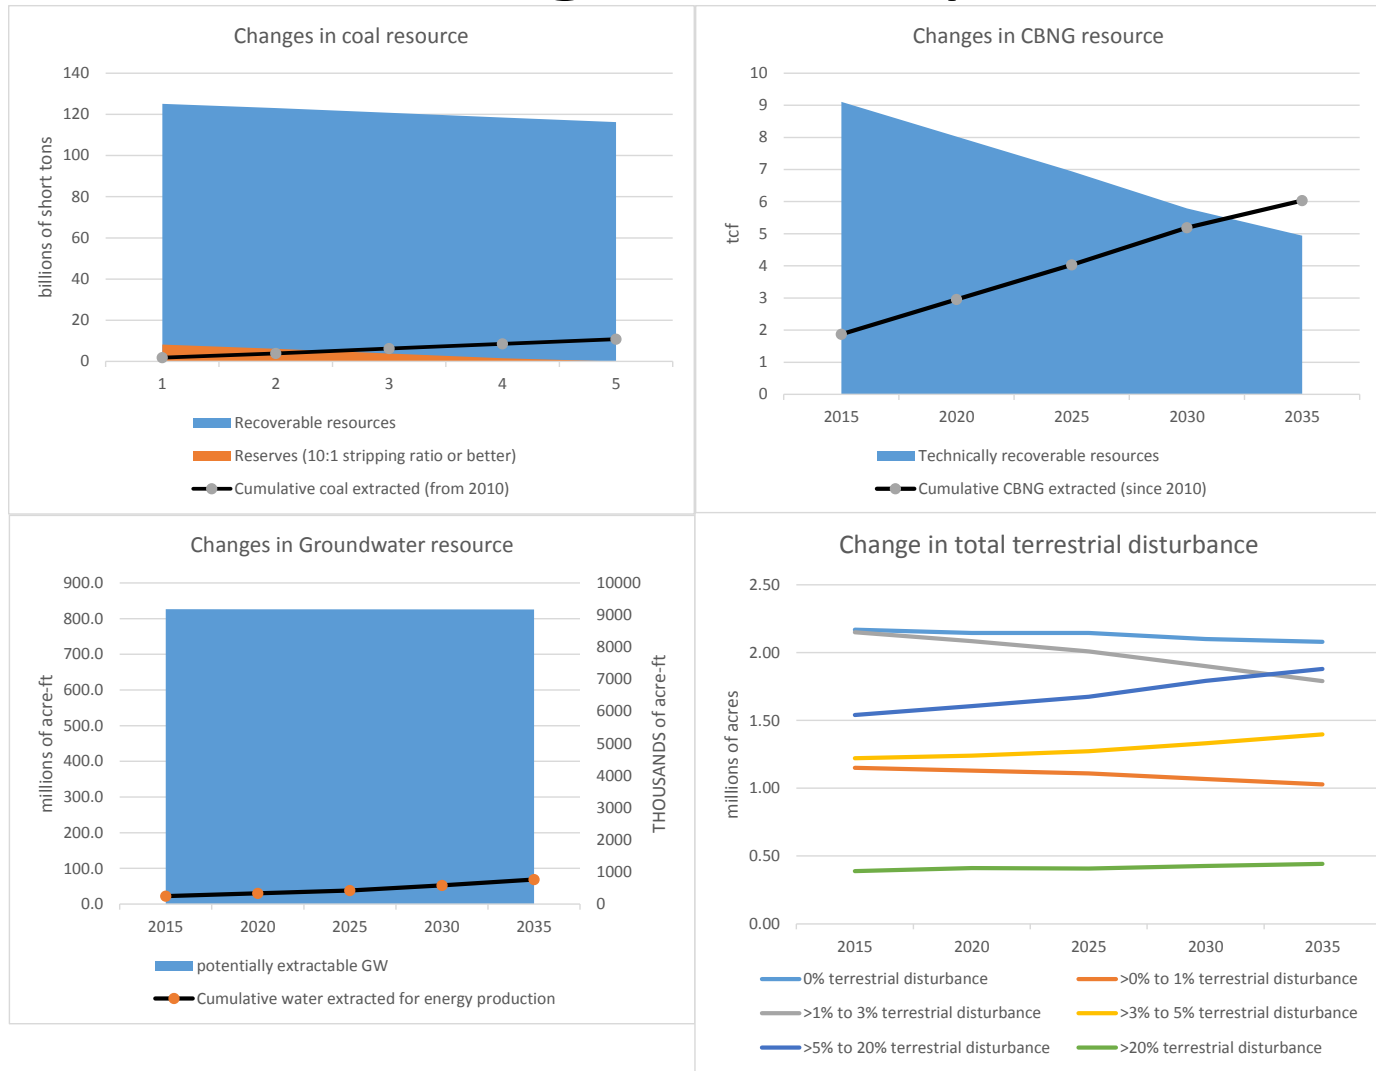 Changes in coal resource
140
120
100
80
60
40
20
0
billions of short tons
1 2 3 4 5
Recoverable resources
Reserves (10:1 stripping ratio or better)
Cumulative coal extracted (from 2010)
Changes in CBNG resource
10
9
8
7
6
5
4
3
2
1
0
tcf
2015 2020 2025 2030 2035
Technically recoverable resources
Cumulative CBNG extracted (since 2010)
Changes in Groundwater resource
900.0
800.0
700.0
600.0
500.0
400.0
300.0
200.0
100.0
0.0
millions of acre-ft
10000
9000
8000
7000
6000
5000
4000
3000
2000
1000
0
THOUSANDS of acre-ft
2015 2020 2025 2030 2035
potentially extractable GW
Cumulative water extracted for energy production
Change in total terrestrial disturbance
2.50
2.00
1.50
1.00
0.50
0.00
millions of acres
2015 2020 2025 2030 2035
0% terrestrial disturbance >0% to 1% terrestrial disturbance
>1% to 3% terrestrial disturbance >3% to 5% terrestrial disturbance
>5% to 20% terrestrial disturbance >20% terrestrial disturbance